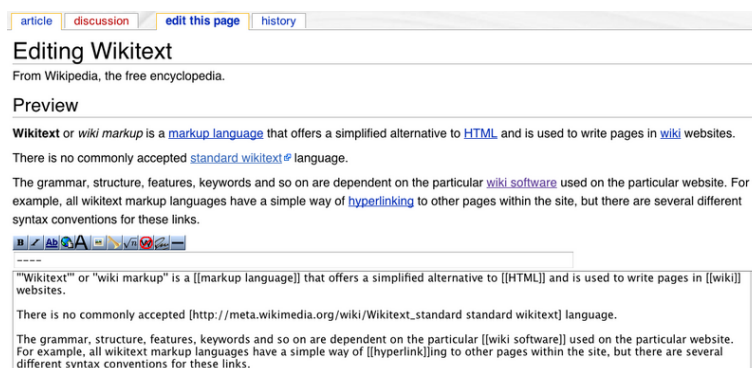 article discussion edit this page history
Editing Wikitext
From Wikipedia, the free encyclopedia.
Preview
Wikitext or wiki markup is a markup language that offers a simplified alternative to HTML and is used to write pages in wiki websites.
There is no commonly accepted standard wikitext language.
The grammar, structure, features, keywords and so on are dependent on the particular wiki software used on the particular website. For
example, all wikitext markup languages have a simple way of hyperlinking to other pages within the site, but there are several different
syntax conventions for these links.
B I Ab A √n W
----
'''Wikitext''' or ''wiki markup'' is a [[markup language]] that offers a simplified alternative to [[HTML]] and is used to write pages in [[wiki]]
websites.
There is no commonly accepted [http://meta.wikimedia.org/wiki/Wikitext_standard standard wikitext] language.
The grammar, structure, features, keywords and so on are dependent on the particular [[wiki software]] used on the particular website.
For example, all wikitext markup languages have a simple way of [[hyperlink]]ing to other pages within the site, but there are several
different syntax conventions for these links.